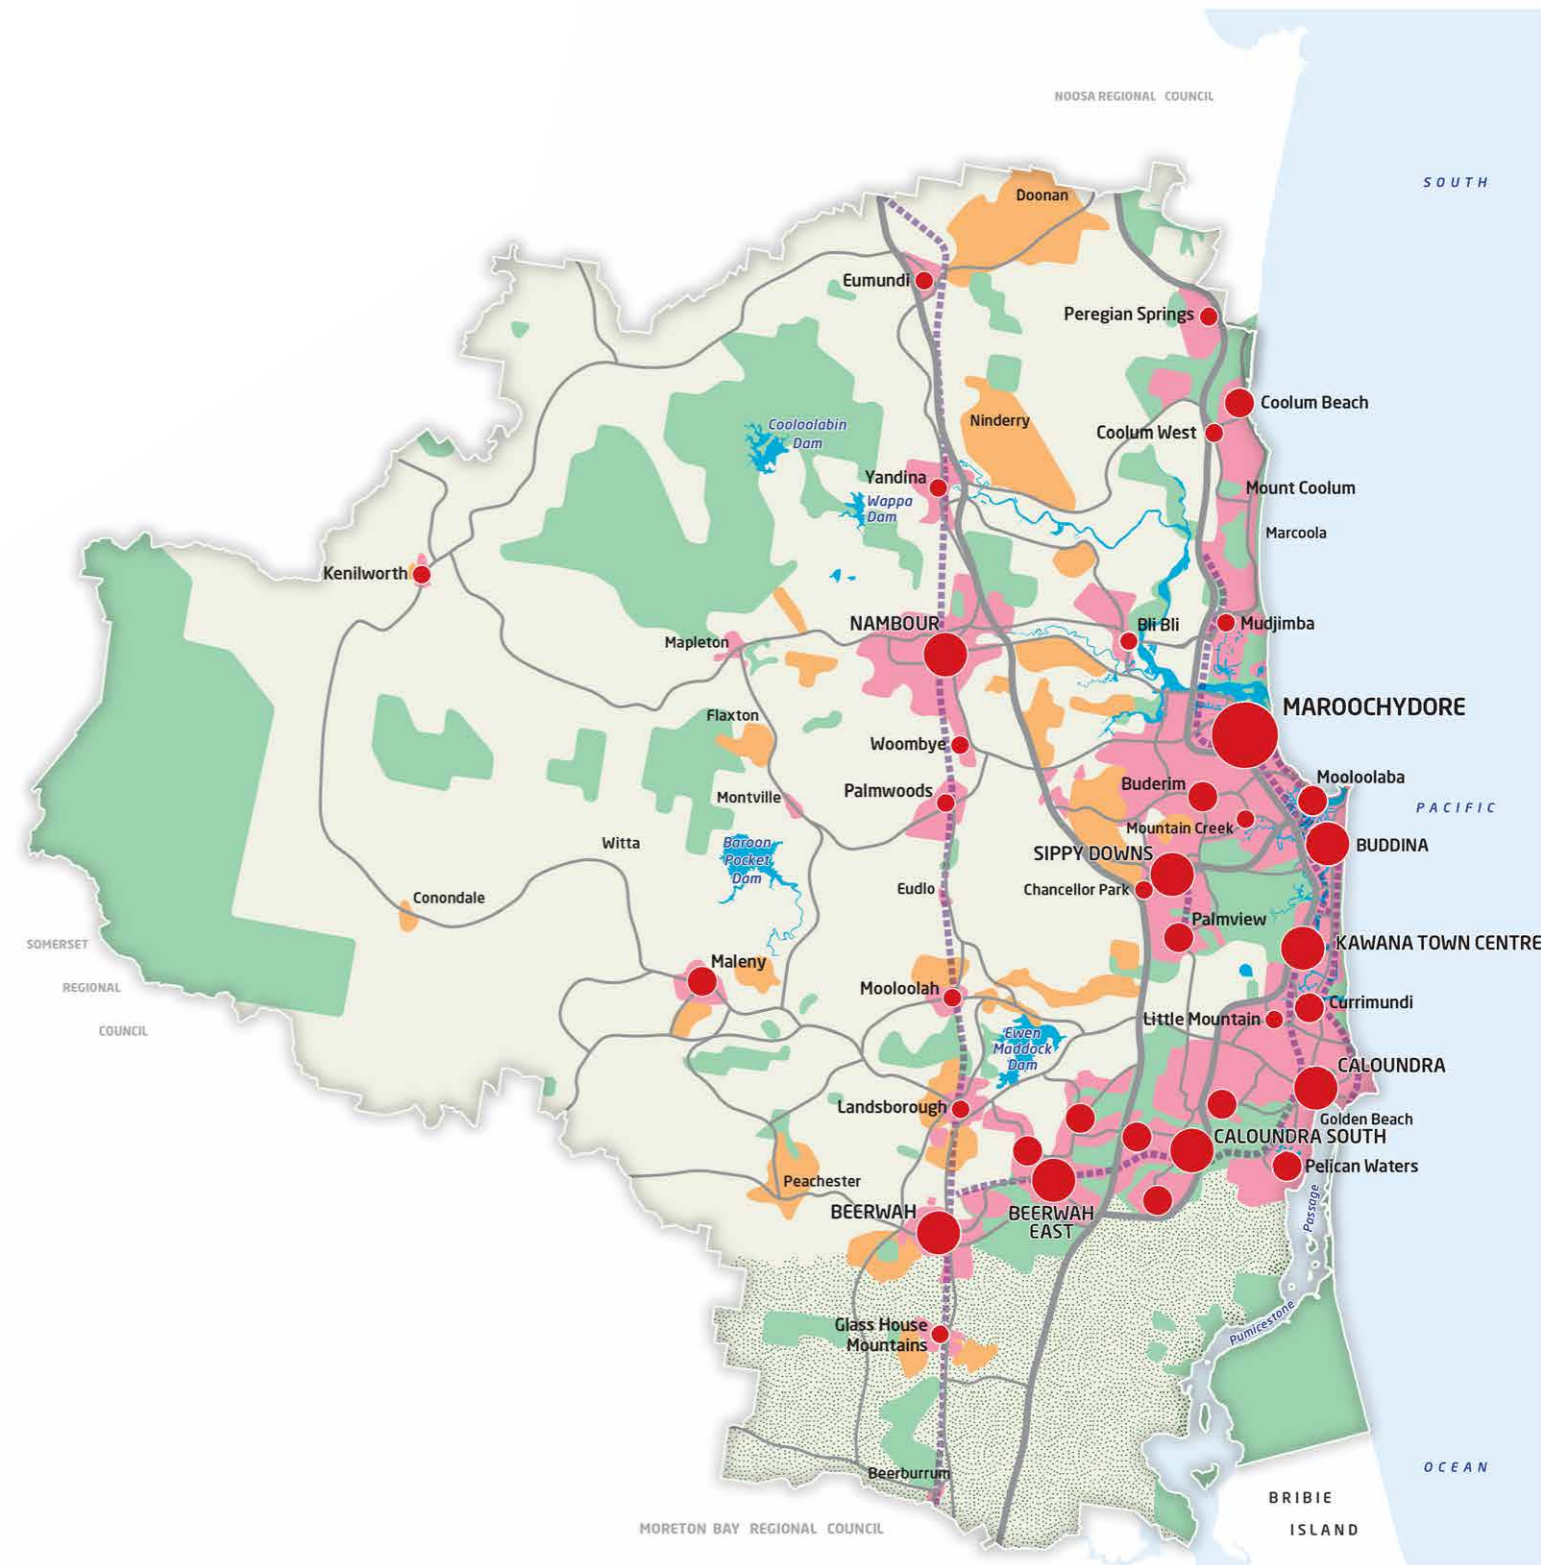 NOOSA REGIONAL COUNCIL
SOUTH
Doonan
Eumundi
Peregian Springs
Coolum Beach
Ninderry
Cooloolabin
Dam
Coolum West
Yandina
Mount Coolum
Wappa
Dam
Marcoola
Kenilworth
NAMBOUR
Bli Bli
Mudjimba
Mapleton
MAROOCHYDORE
Flaxton
Woombye
Mooloolaba
Buderim
Palmwoods
Montville
PACIFIC
Mountain Creek
Witta
Baroon
Pocket
Dam
SIPPY DOWNS
BUDDINA
Eudlo
Chancellor Park
Conondale
Palmview
SOMERSET
REGIONAL
COUNCIL
KAWANA TOWN CENTRE
Maleny
Mooloolah
Currimundi
Little Mountain
Ewen
Maddock
Dam
CALOUNDRA
Landsborough
Golden Beach
CALOUNDRA SOUTH
Pelican Waters
Peachester
BEERWAH
BEERWAH
EAST
Passage
Pumicestone
Glass House
Mountains
Beerburrum
OCEAN
BRIBIE
ISLAND
MORETON BAY REGIONAL COUNCIL